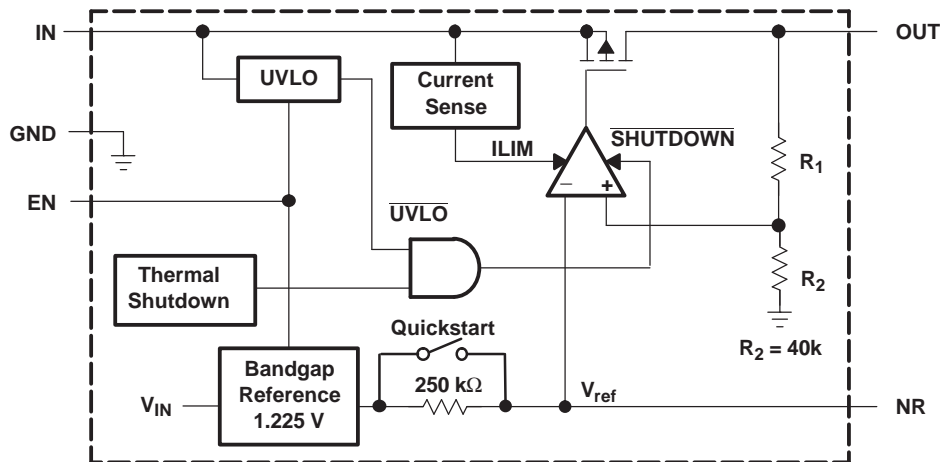 IN
OUT
UVLO
Current
Sense
GND
SHUTDOWN
ILIM
R1
− +
EN
UVLO
Thermal
Shutdown
R2
Quickstart
R2 = 40k
Bandgap
Reference
1.225 V
250 kΩ
Vref
VIN
NR